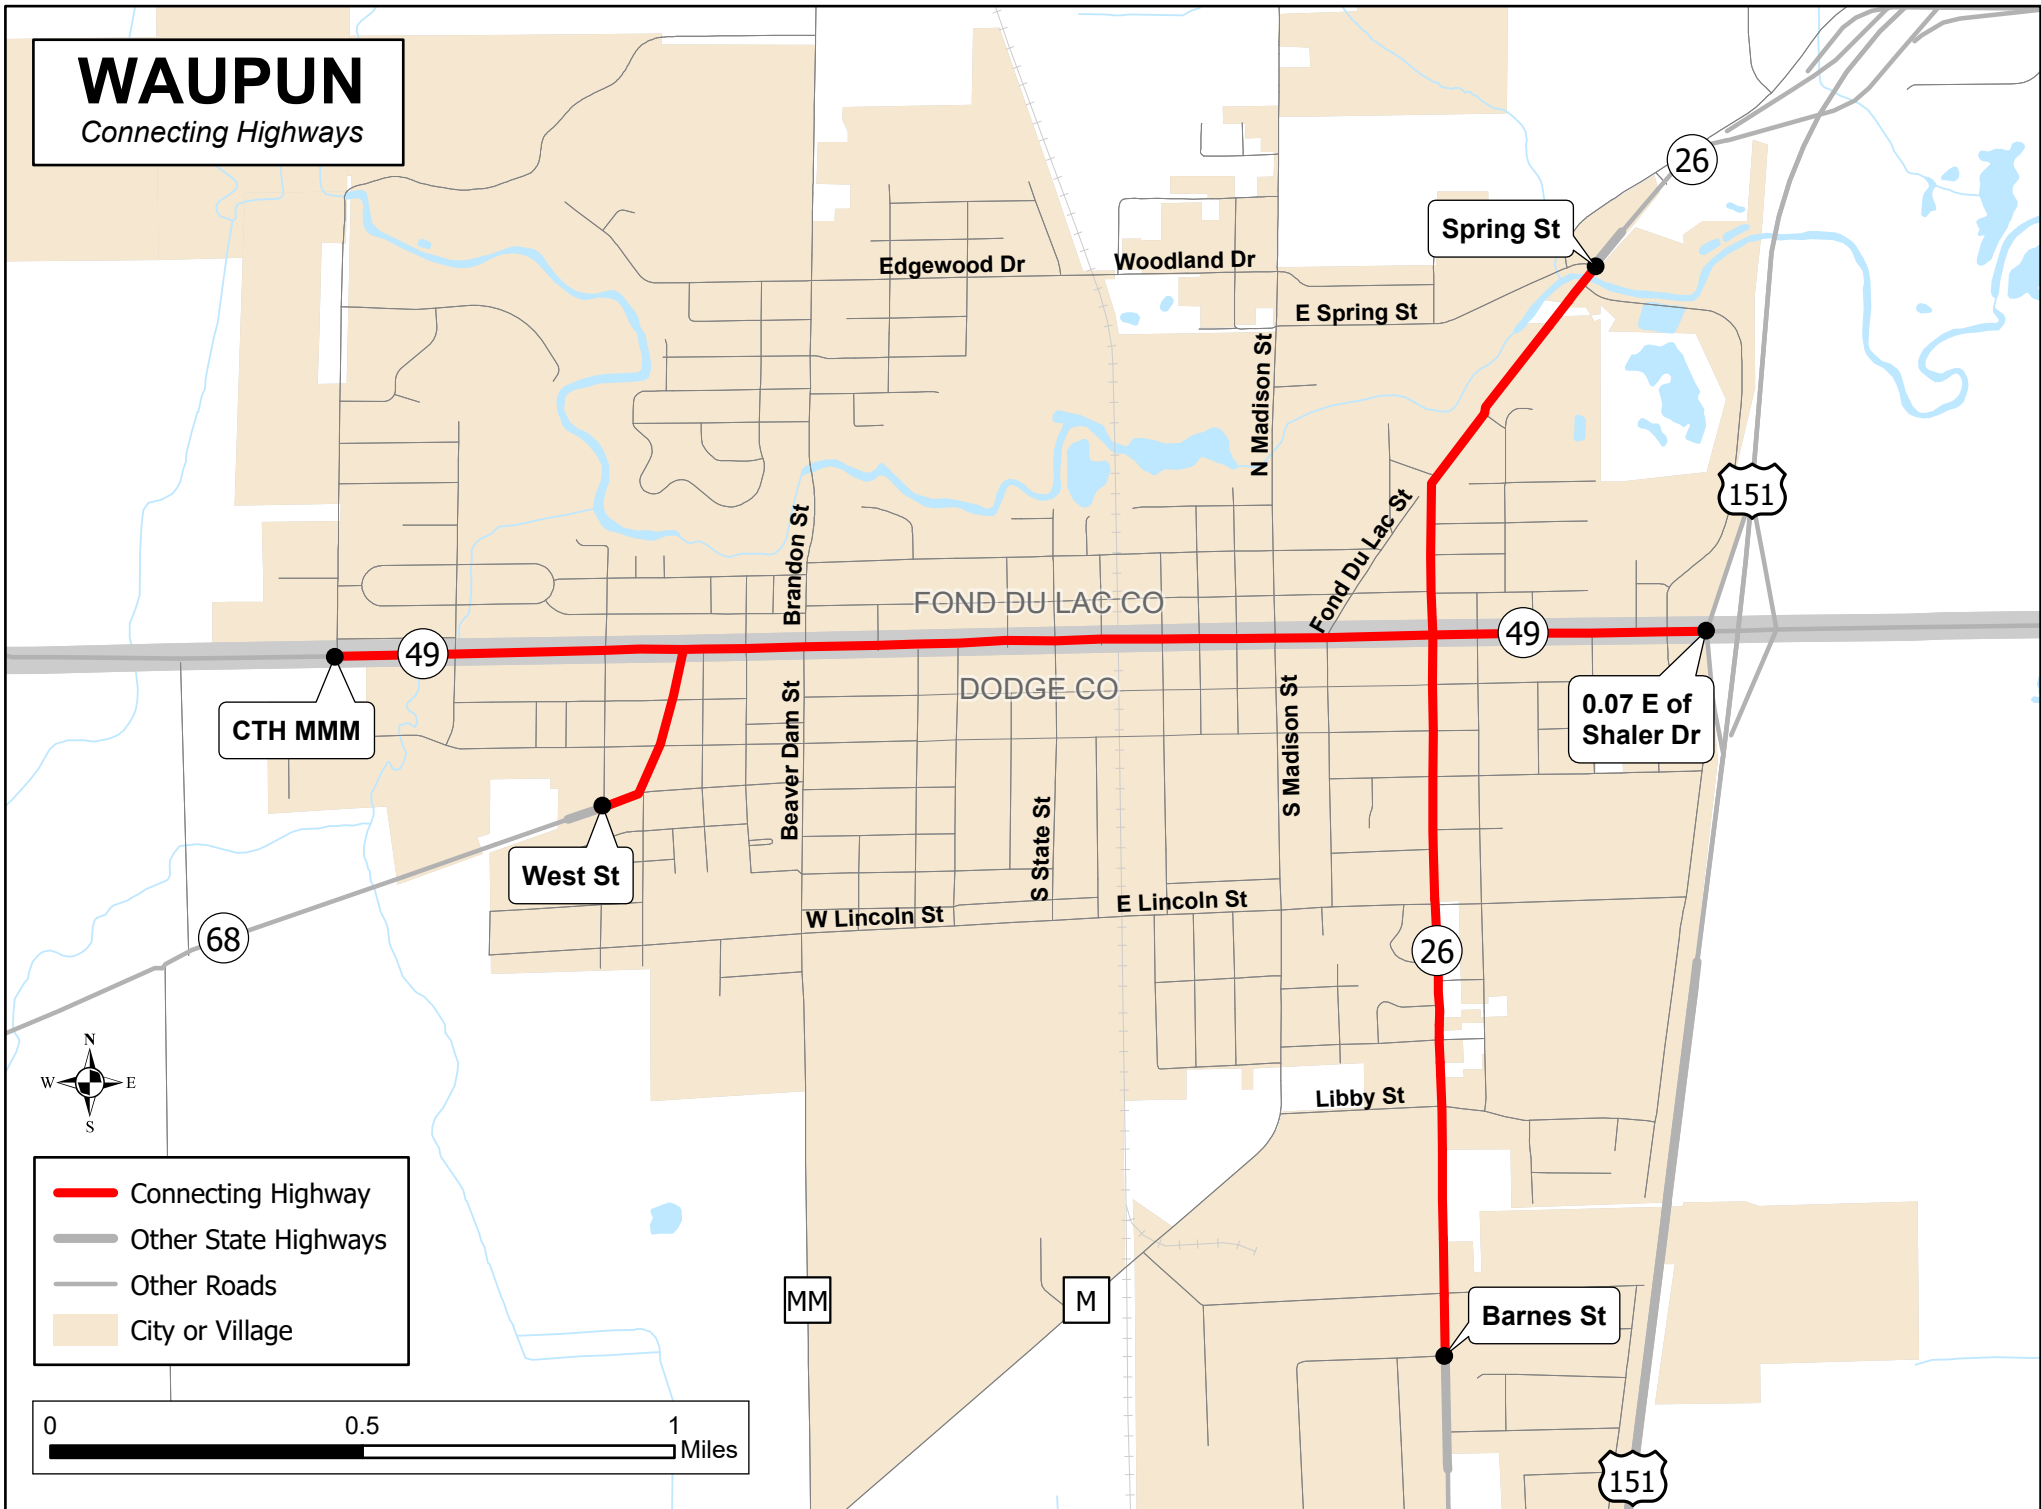 WAUPUN
Connecting Highways
26
Spring St
Edgewood Dr
Woodland Dr
E Spring St
N Madison St
151
Brandon St
Fond Du Lac St
FOND DU LAC CO
49
49
DODGE CO
CTH MMM
0.07 E of
Shaler Dr
Beaver Dam St
S Madison St
S State St
West St
W Lincoln St
E Lincoln St
68
26
N
W
E
S
Libby St
Connecting Highway
Other State Highways
Other Roads
City or Village
MM
M
Barnes St
0
0.5
1
Miles
151